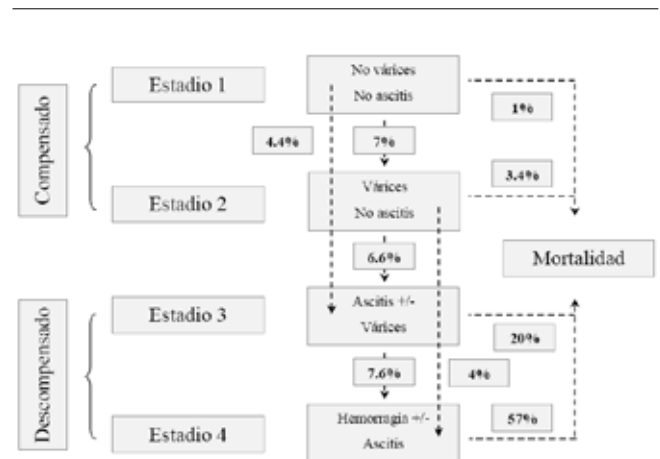 Compensado
Estadio 1
No várices
No ascitis
1%
4.4%
7%
Estadio 2
Várices
No ascitis
3.4%
6.6%
Mortalidad
Descompensado
Estadio 3
Ascitis +/-
Várices
20%
7.6%
4%
Estadio 4
Hemorragia +/-
Ascitis
57%